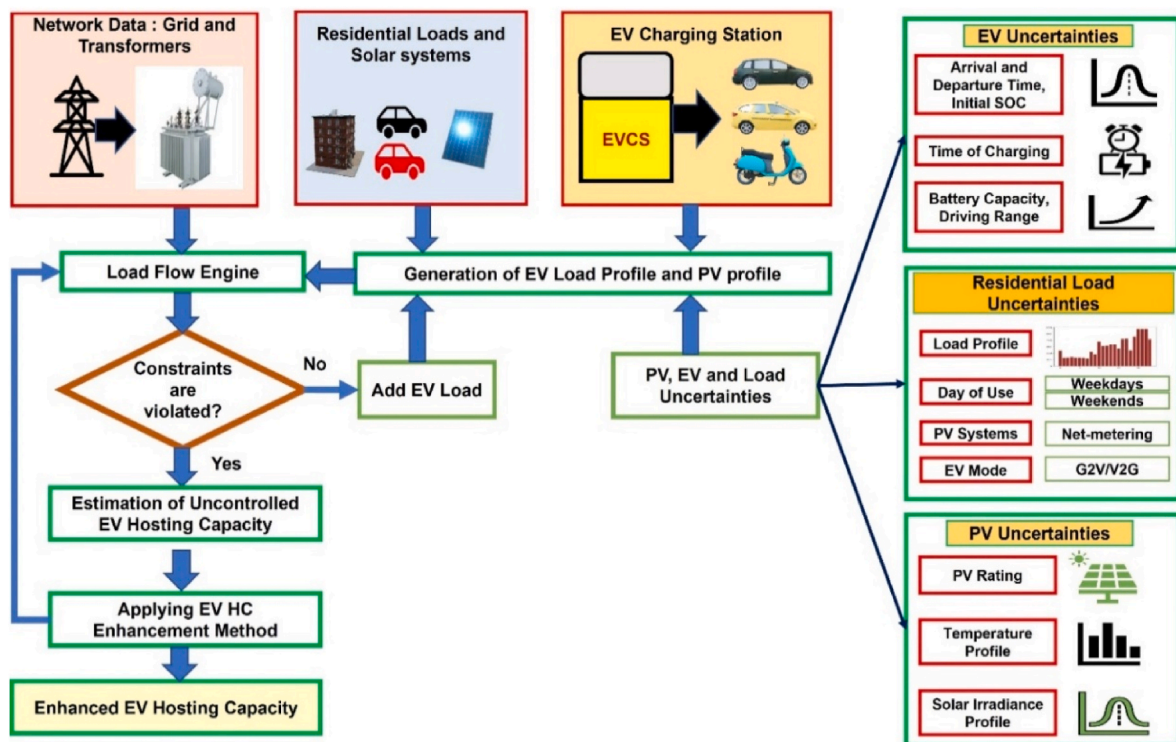 Network Data : Grid and
Transformers
Residential Loads and
Solar systems
EV Charging Station
EVCS
Load Flow Engine
Generation of EV Load Profile and PV profile
Constraints
are
violated?
No
Add EV Load
PV, EV and Load
Uncertainties
Yes
Estimation of Uncontrolled
EV Hosting Capacity
Applying EV HC
Enhancement Method
Enhanced EV Hosting Capacity
EV Uncertainties
Arrival and
Departure Time,
Initial SOC
Time of Charging
Battery Capacity,
Driving Range
Residential Load
Uncertainties
Load Profile
Day of Use
Weekdays
Weekends
PV Systems
Net-metering
EV Mode
G2V/V2G
PV Uncertainties
PV Rating
Temperature
Profile
Solar Irradiance
Profile